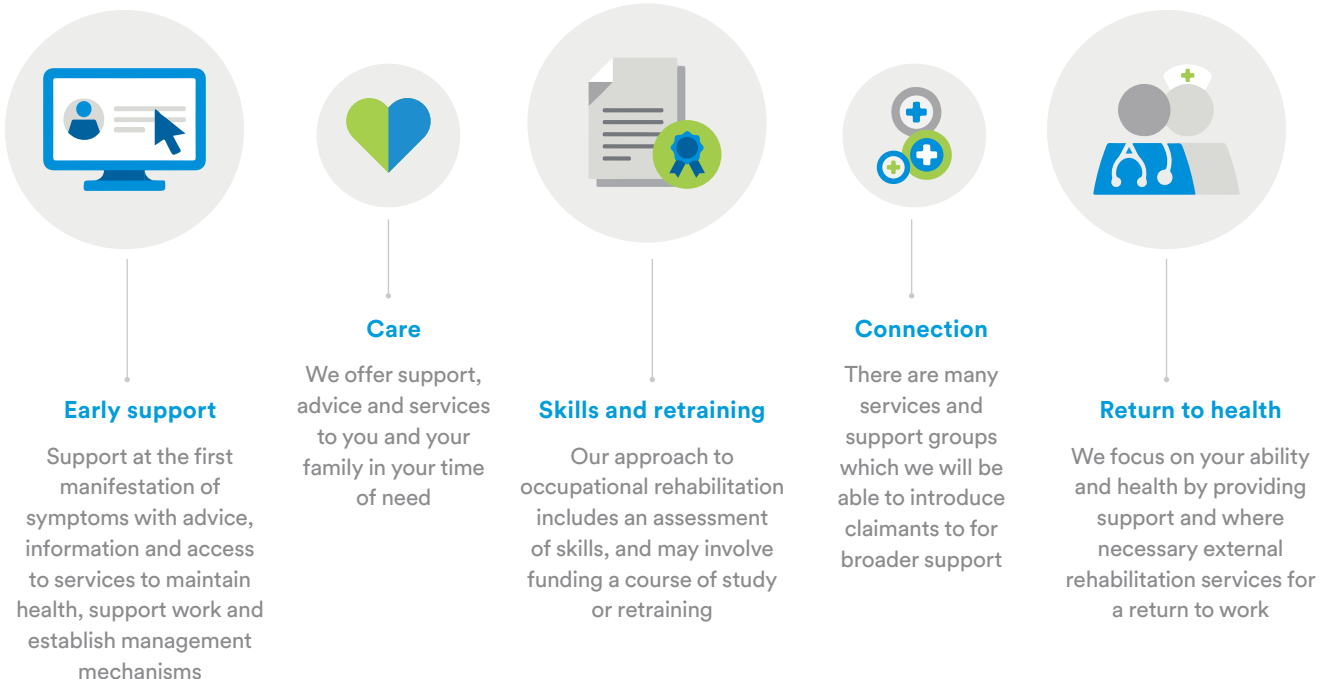 Early support
Support at the first
manifestation of
symptoms with advice,
information and access
to services to maintain
health, support work and
establish management
mechanisms
Care
We offer support,
advice and services
to you and your
family in your time
of need
Skills and retraining
Our approach to
occupational rehabilitation
includes an assessment
of skills, and may involve
funding a course of study
or retraining
Connection
There are many
services and
support groups
which we will be
able to introduce
claimants to for
broader support
Return to health
We focus on your ability
and health by providing
support and where
necessary external
rehabilitation services for
a return to work